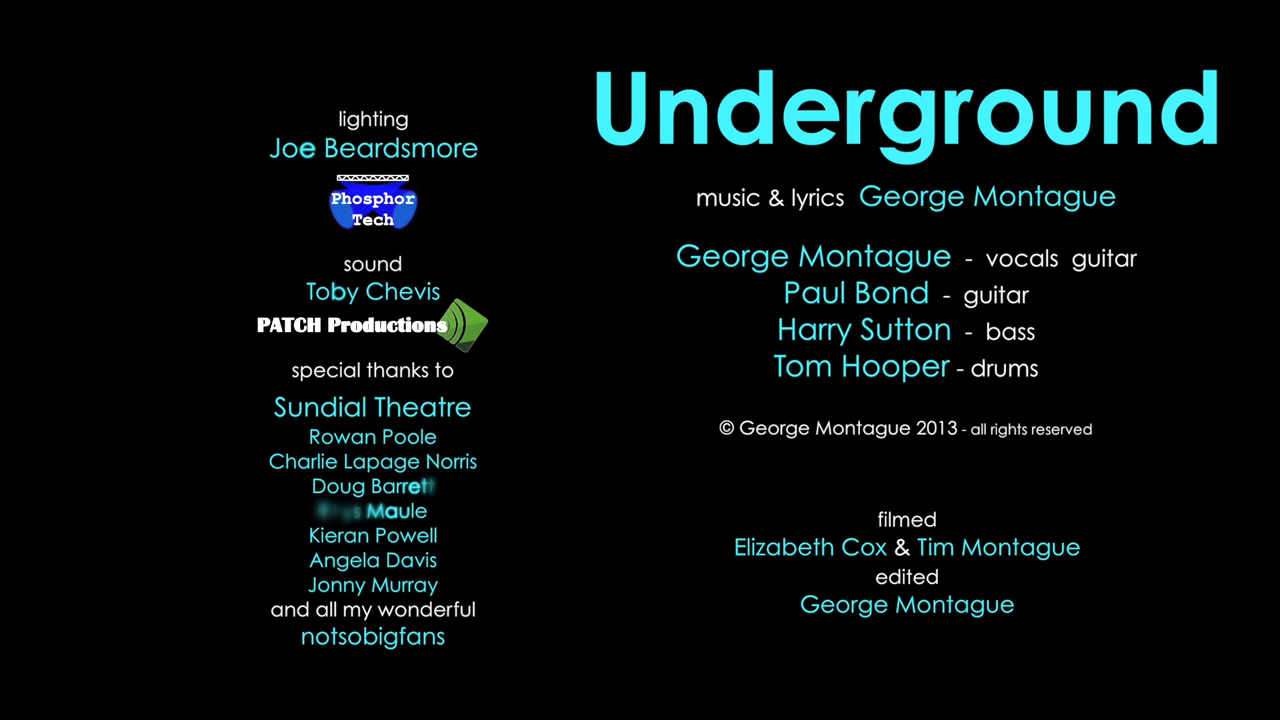 lighting
Joe Beardsmore
Phosphor
Tech
sound
Toby Chevis
PATCH Productions
special thanks to
Sundial Theatre
Rowan Poole
Charlie Lapage Norris
Doug Barrett
Maule
Kieran Powell
Angela Davis
Jonny Murray
and all my wonderful
notsobigfans
Underground
music & lyrics George Montague
George Montague - vocals guitar
Paul Bond - guitar
Harry Sutton - bass
Tom Hooper - drums
© George Montague 2013 - all rights reserved
filmed
Elizabeth Cox & Tim Montague
edited
George Montague